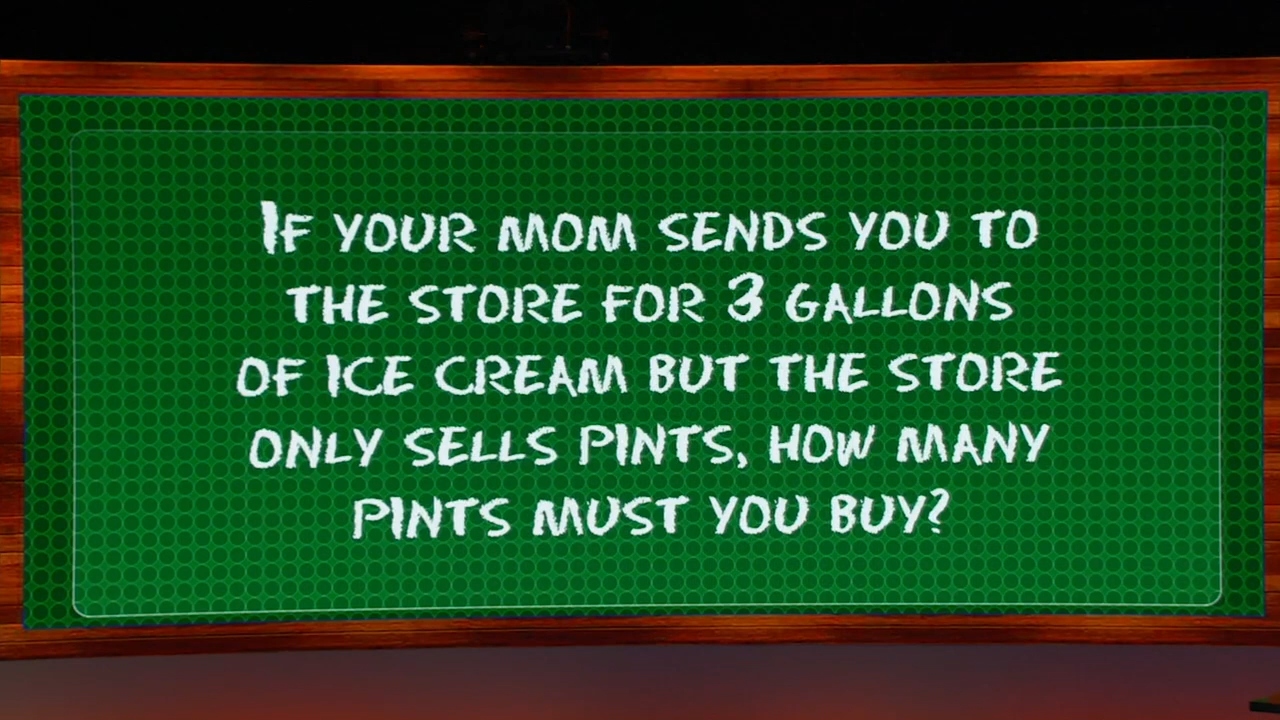 If your mom sends you to
the store for 3 gallons
of ice cream but the store
only sells pints, how many
pints must you buy?